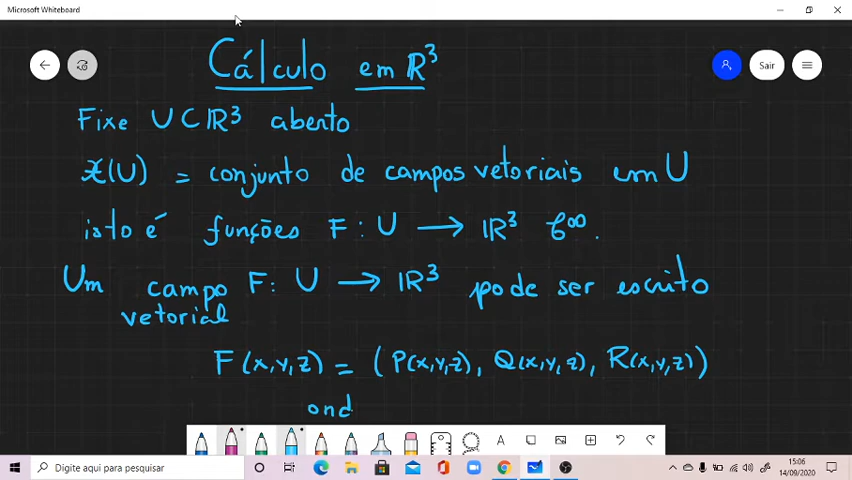 Microsoft Whiteboard
Cálculo em ℝ³
Sair
Fixe U⊂ℝ³ aberto
𝔛(U) = conjunto de campos vetoriais em U
isto é funções F : U → ℝ³ C∞.
Um campo vetorial F: U → ℝ³ pode ser escrito
F(x,y,z) = (P(x,y,z), Q(x,y,z), R(x,y,z))
ond
A
Digite aqui para pesquisar
15:06
14/09/2020